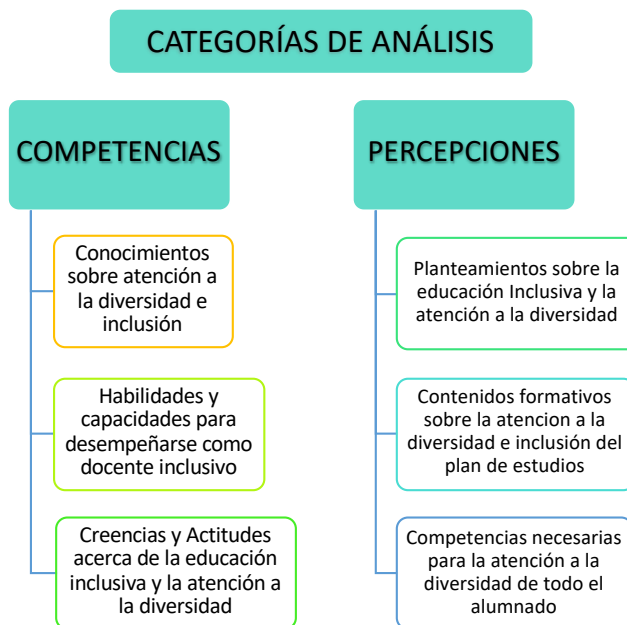 CATEGORÍAS DE ANÁLISIS
COMPETENCIAS
Conocimientos
sobre atención a
la diversidad e
inclusión
Habilidades y
capacidades para
desempeñarse como
docente inclusivo
Creencias y Actitudes
acerca de la educación
inclusiva y la atención a
la diversidad
PERCEPCIONES
Planteamientos sobre la
educación Inclusiva y la
atención a la diversidad
Contenidos formativos
sobre la atencion a la
diversidad e inclusión del
plan de estudios
Competencias necesarias
para la atención a la
diversidad de todo el
alumnado